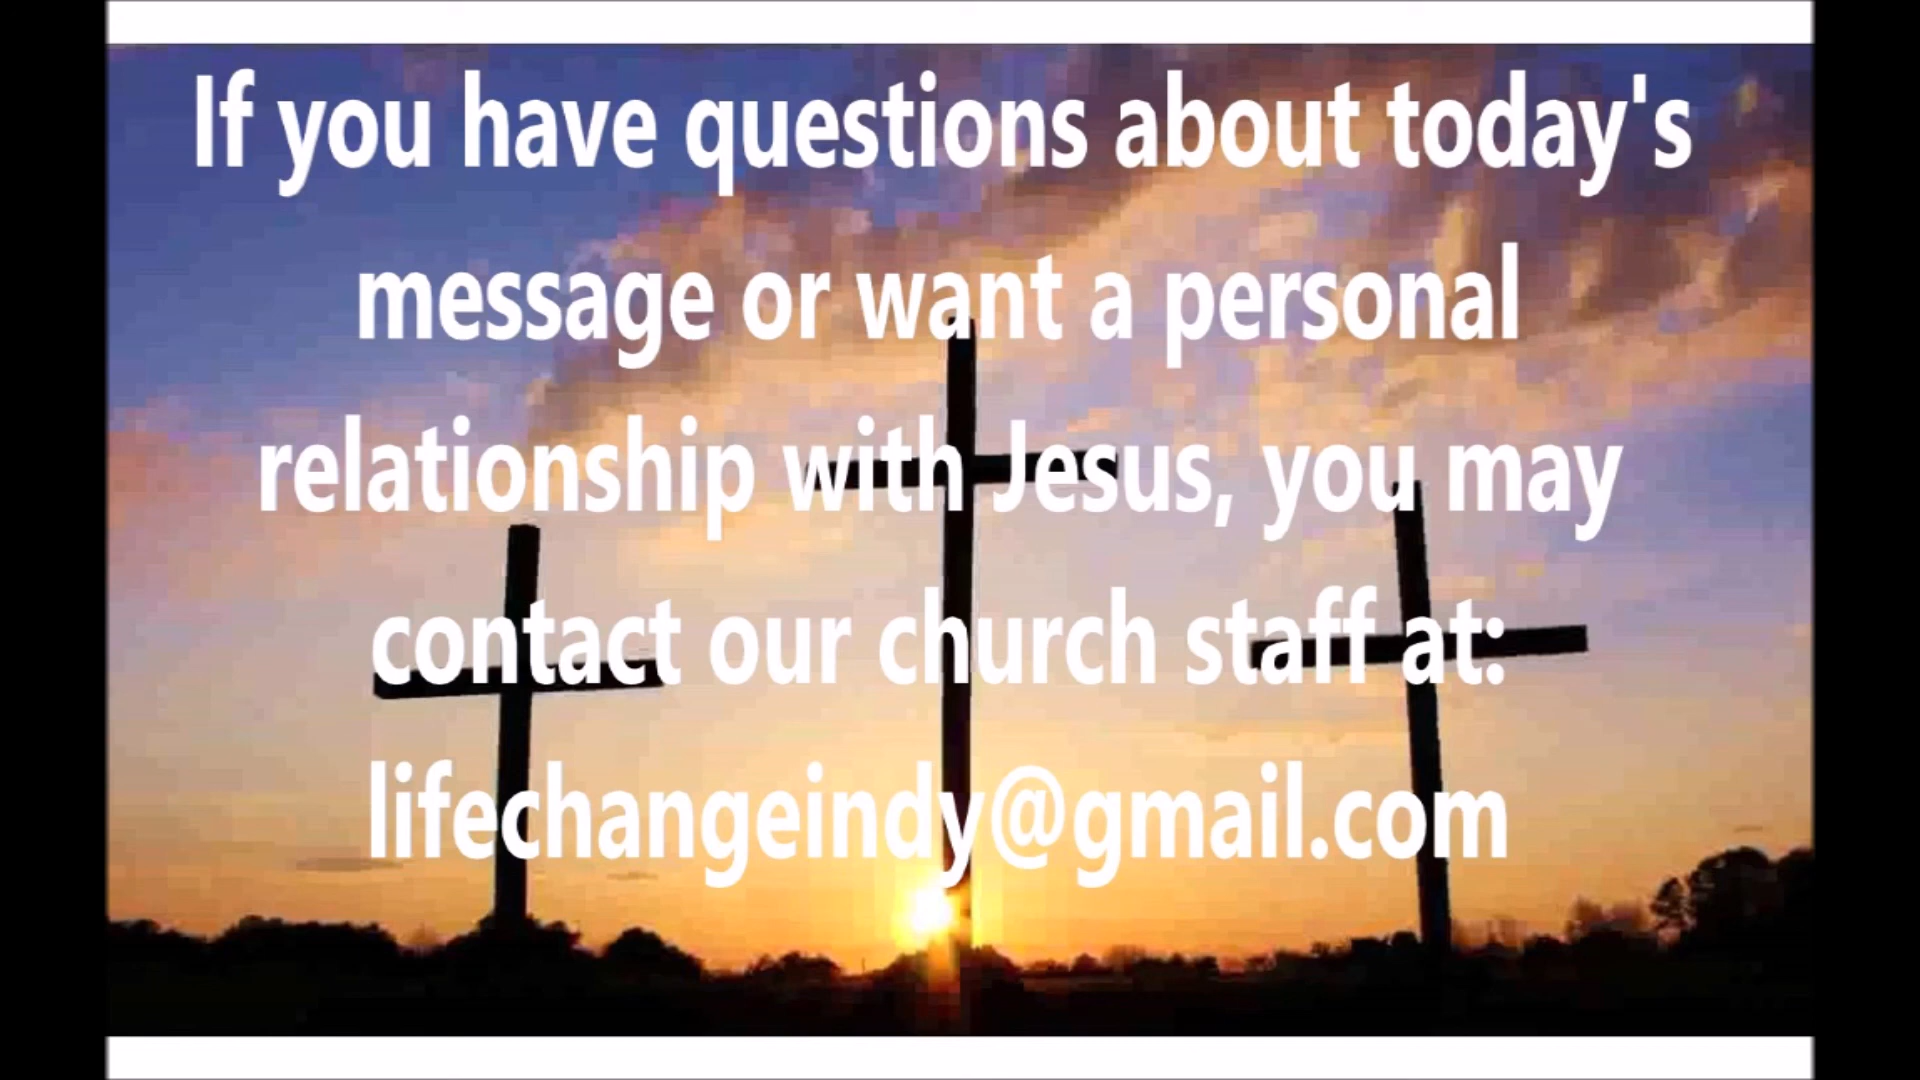 If you have questions about today's
message or want a personal
relationship with Jesus, you may
contact our church staff at:
lifechangeindy@gmail.com